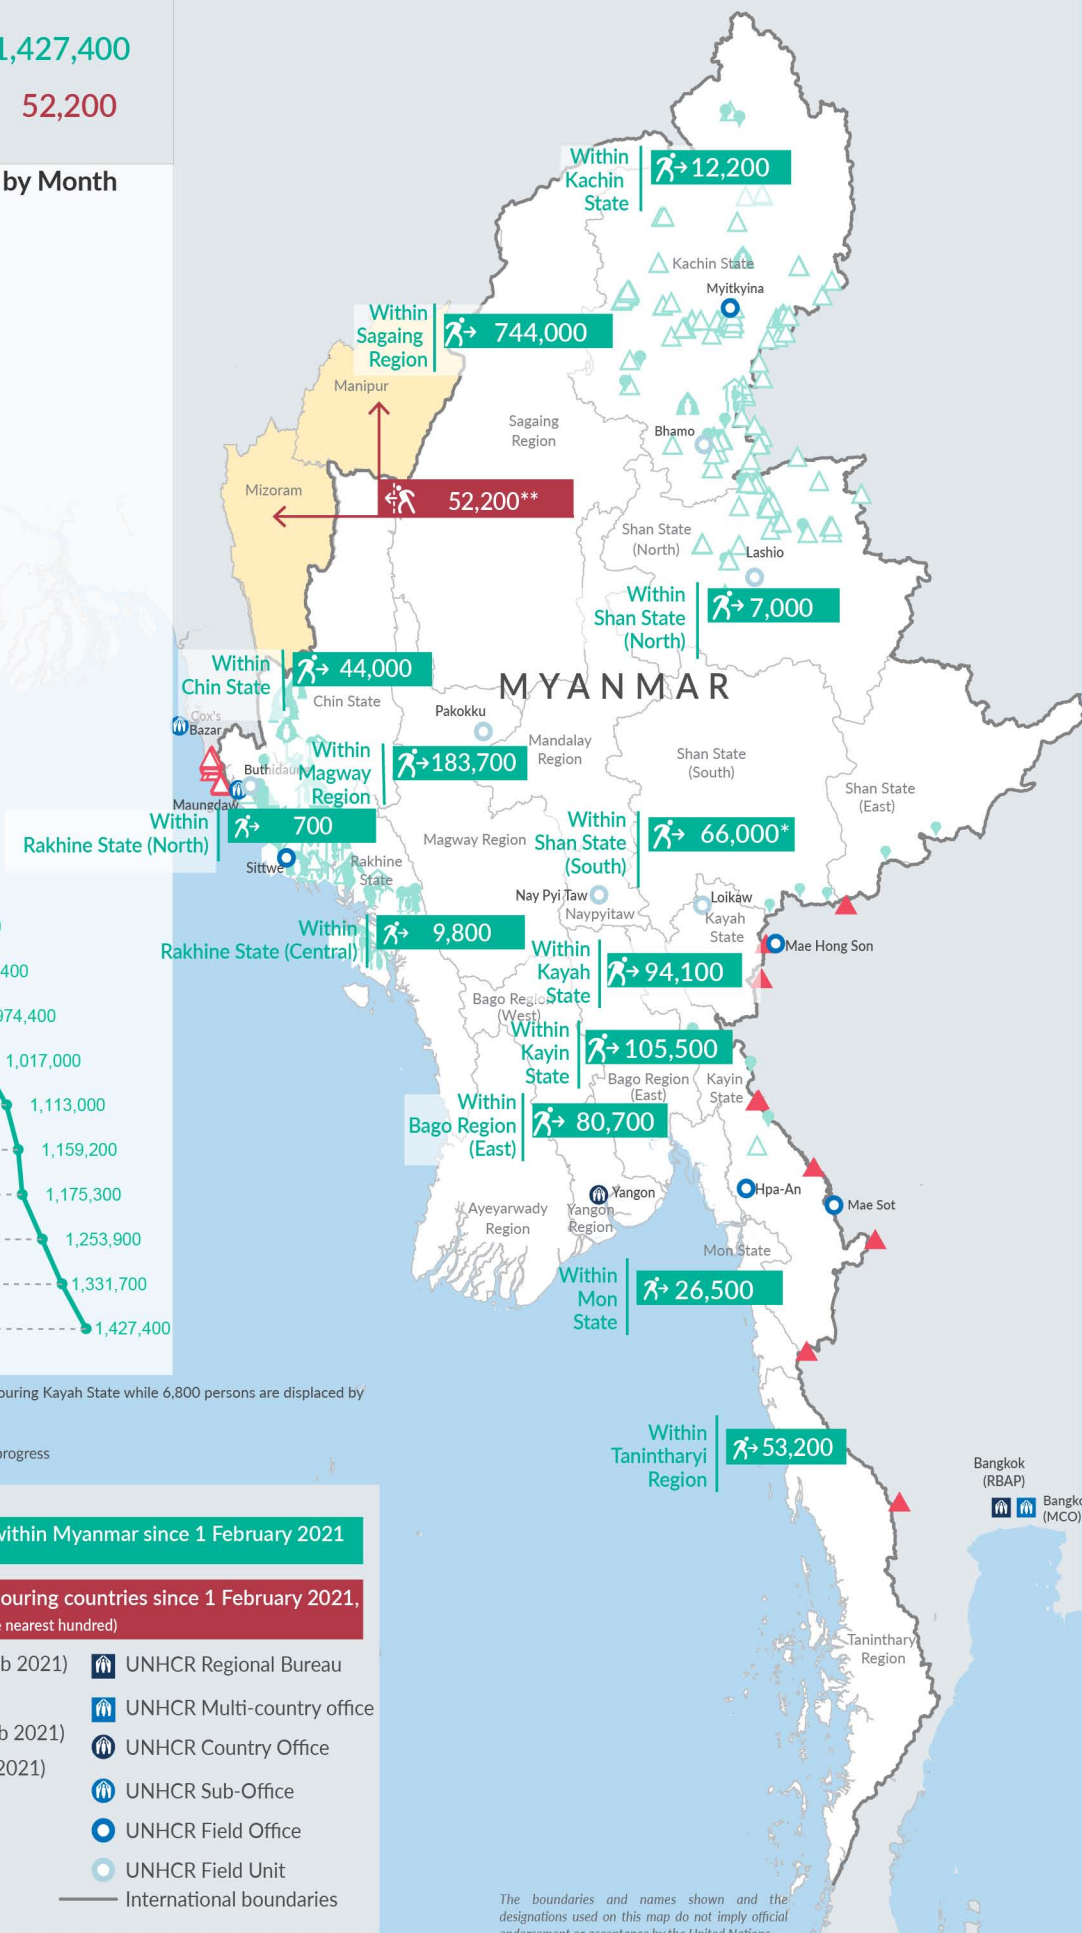 1,427,400
52,200
by Month
Within
Kachin
State
12,200
Kachin State
Myitkyina
Within
Sagaing
Region
744,000
Manipur
Sagaing
Region
Bhamo
Mizoram
52,200**
Shan State
(North)
Lashio
Within
Shan State
(North)
7,000
Within
Chin State
44,000
Chin State
MYANMAR
Pakokku
Cox's
Bazar
Mandalay
Region
Within
Magway
Region
183,700
Shan State
(South)
Maungdaw
Shan State
(East)
Within
Rakhine State (North)
700
Magway Region
Within
Shan State
(South)
66,000*
Sittwe
Rakhine
State
Nay Pyi Taw
Naypyitaw
Loikaw
Kayah
State
Within
Rakhine State (Central)
9,800
Mae Hong Son
Within
Kayah
State
94,100
Bago Region
(West)
Within
Kayin
State
105,500
Bago Region
(East)
Kayin
State
Within
Bago Region
(East)
80,700
Hpa-An
Mae Sot
Yangon
Yangon
Region
Ayeyarwady
Region
Mon State
Within
Mon
State
26,500
400
974,400
1,017,000
1,113,000
1,159,200
1,175,300
1,253,900
1,331,700
1,427,400
ouring Kayah State while 6,800 persons are displaced by
progress
Within
Tanintharyi
Region
53,200
Bangkok
(RBAP)
Bangko
(MCO)
Taninthary
Region
within Myanmar since 1 February 2021
ouring countries since 1 February 2021,
e nearest hundred)
b 2021)
b 2021)
2021)
UNHCR Regional Bureau
UNHCR Multi-country office
UNHCR Country Office
UNHCR Sub-Office
UNHCR Field Office
UNHCR Field Unit
International boundaries
The boundaries and names shown and the
designations used on this map do not imply official
endorsement or acceptance by the United Nations